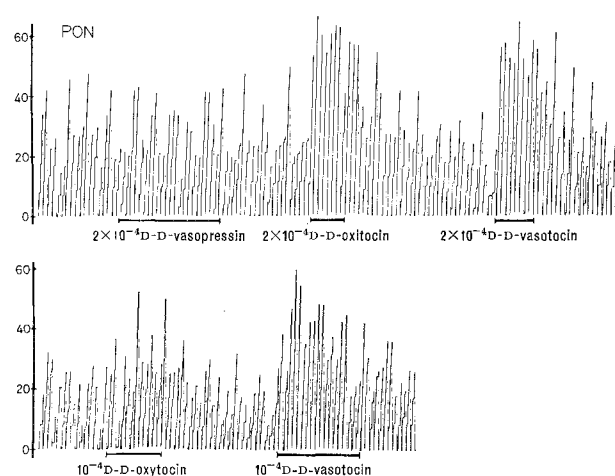 PON
60
40
20
0
2×10⁻⁴D-D-vasopressin 2×10⁻⁴D-D-oxitocin 2×10⁻⁴D-D-vasotocin
60
40
20
0
10⁻⁴D-D-oxytocin 10⁻⁴D-D-vasotocin